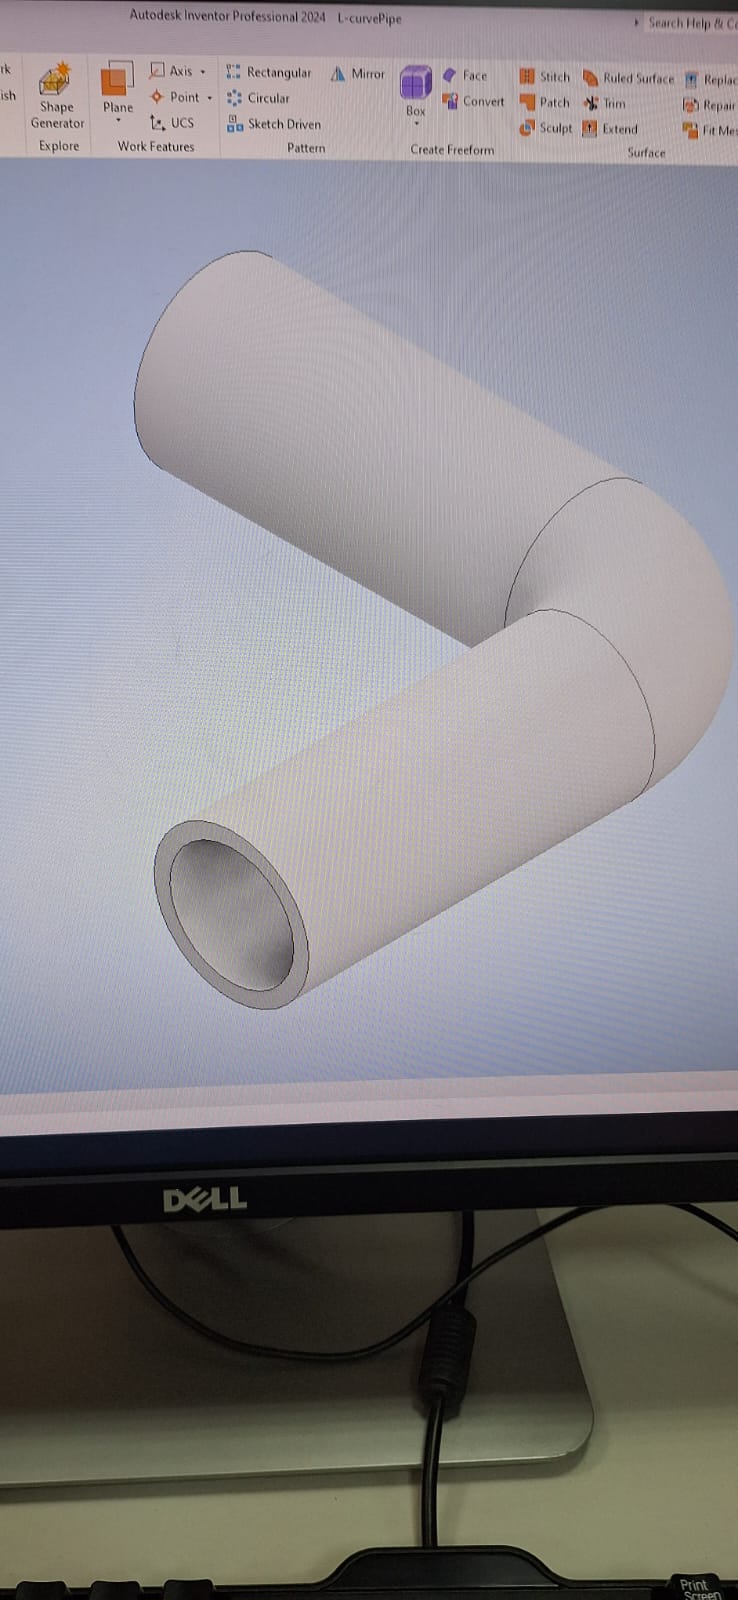 Autodesk Inventor Professional 2024 L-curvePipe
Search Help &
rk
ish
Shape
Generator
Explore
Plane
Axis
Point
UCS
Work Features
Rectangular
Circular
Sketch Driven
Mirror
Pattern
Box
Face
Convert
Create Freeform
Stitch
Patch
Sculpt
Ruled Surface
Trim
Extend
Replac
Repair
Fit Mes
Surface
DELL
Print
Screen